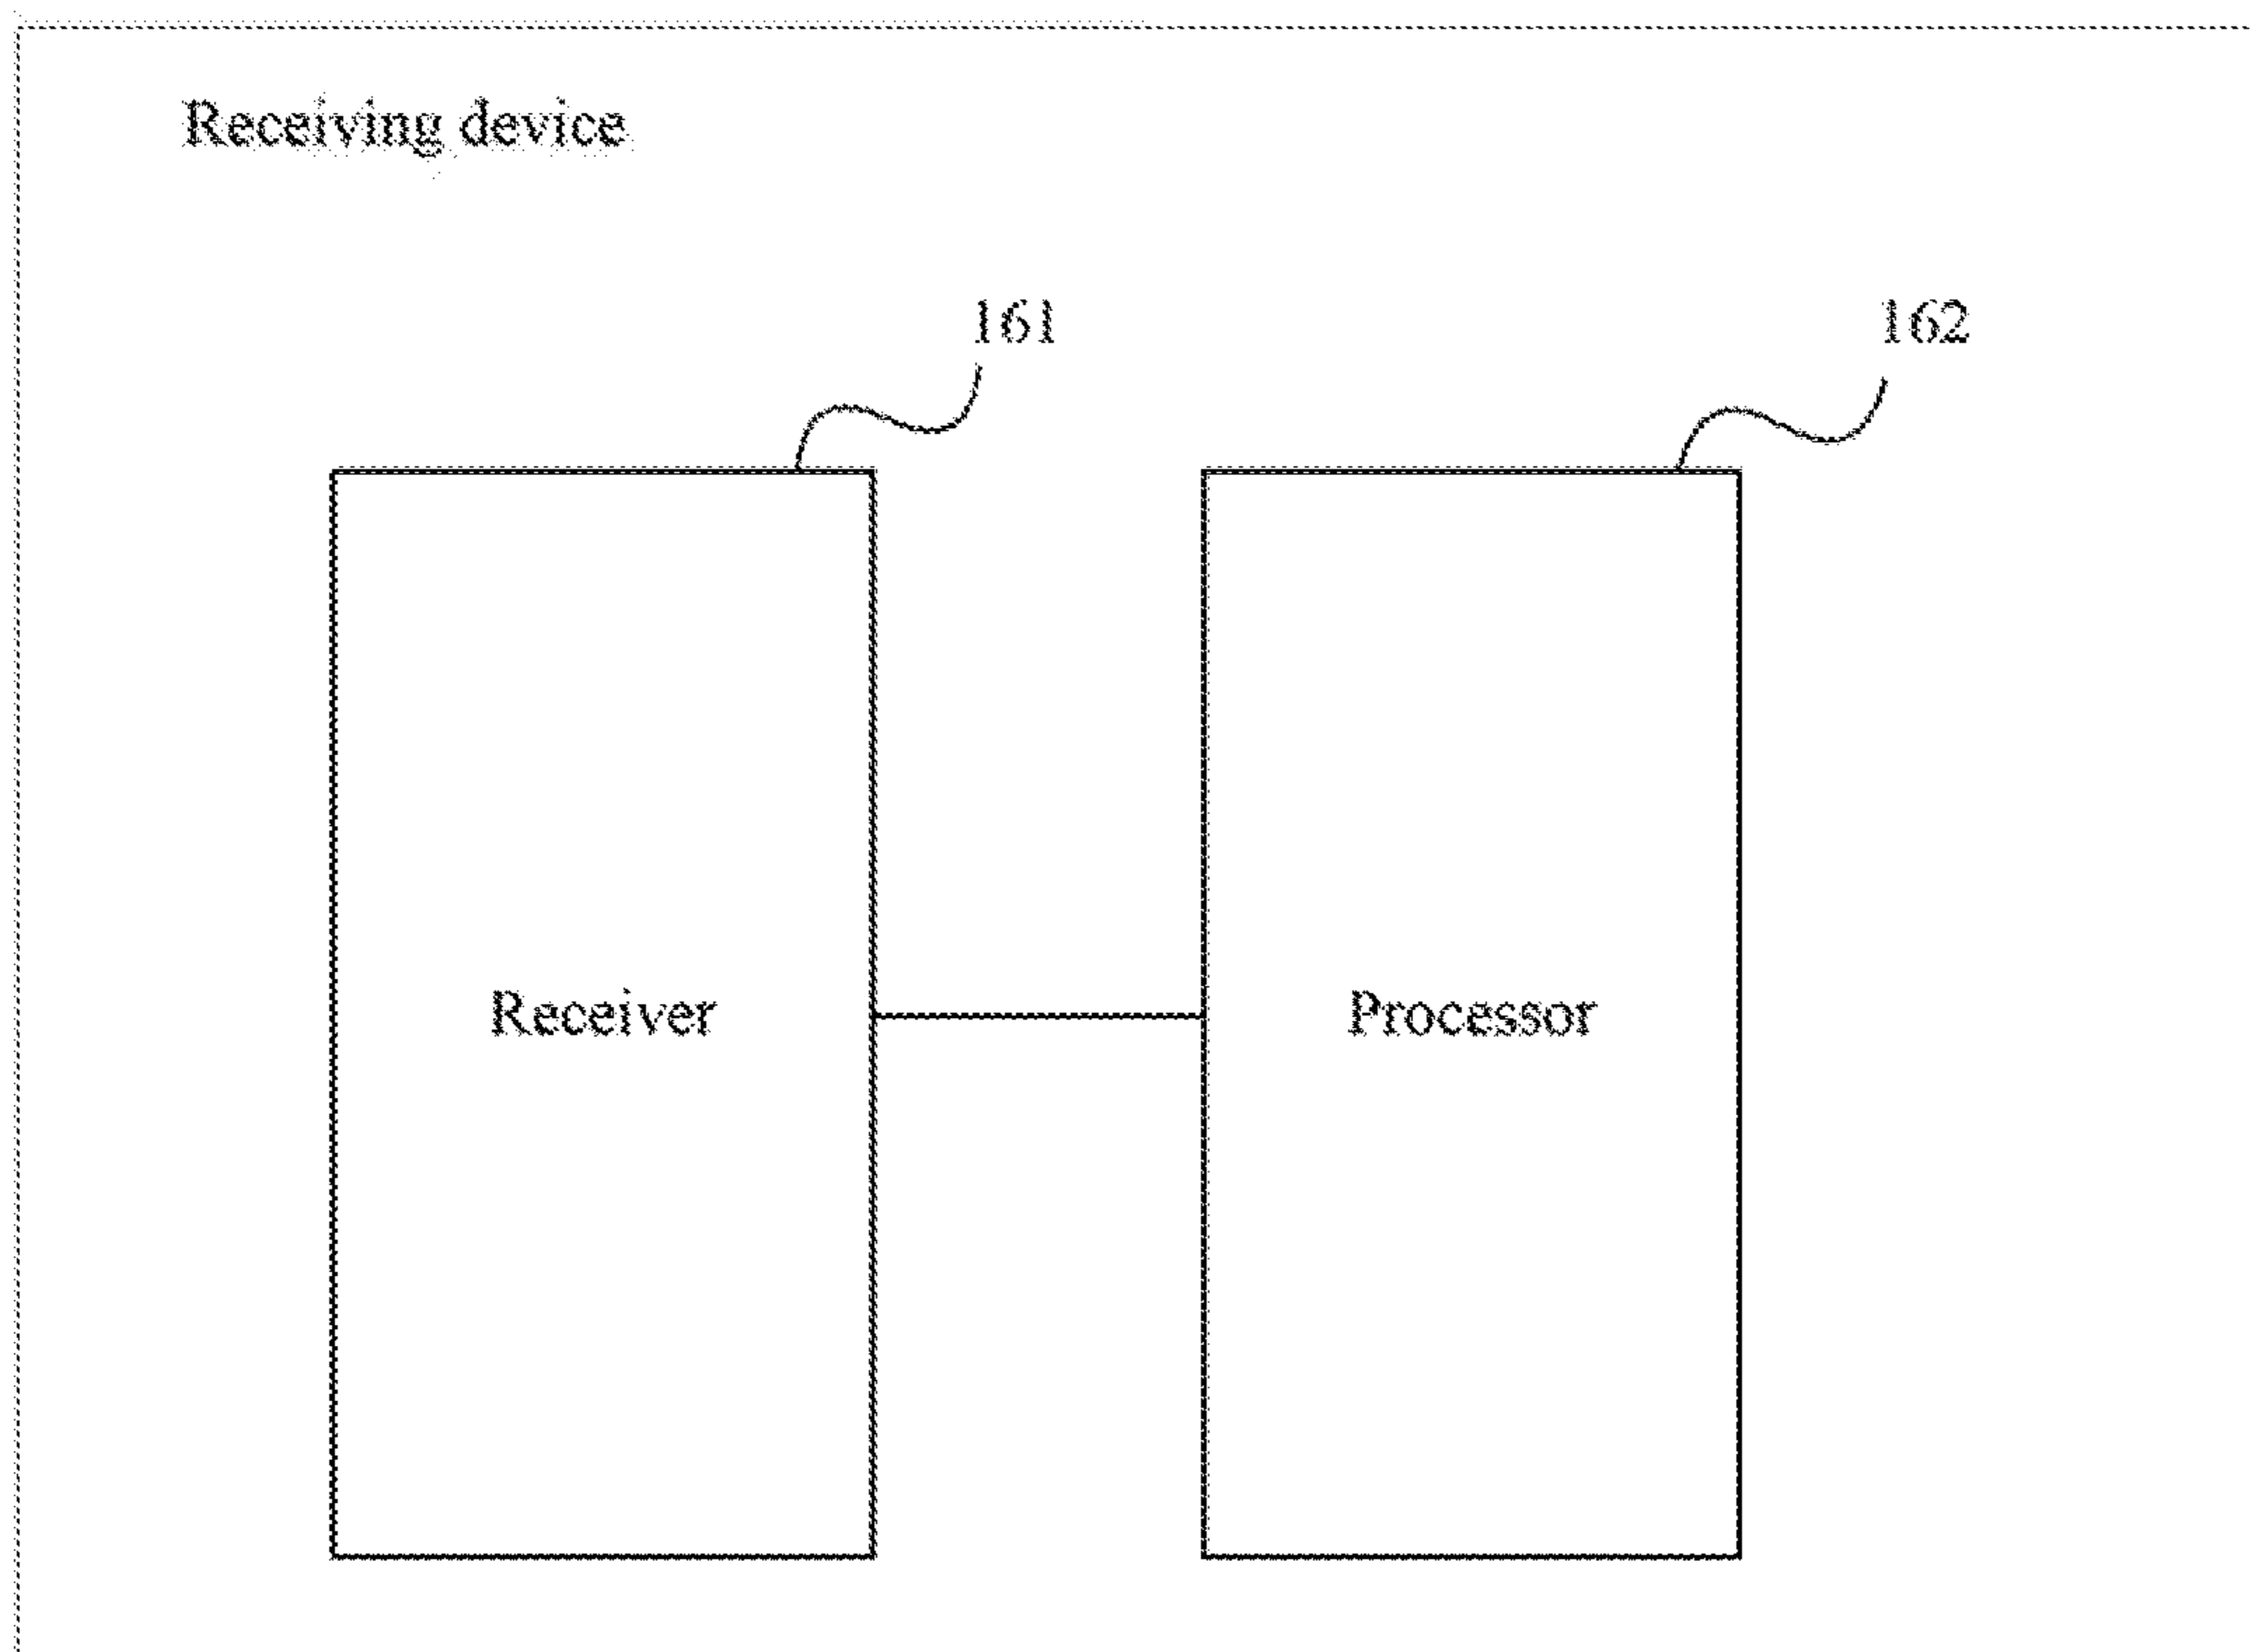 Receiving device
161
162
Receiver
Processor